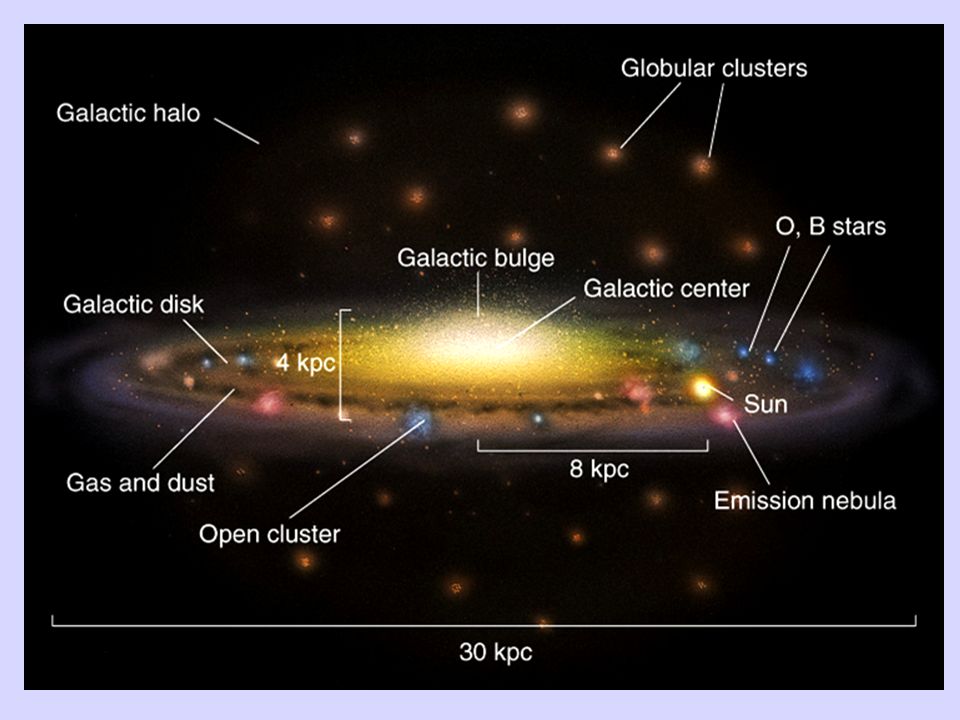 Globular clusters
Galactic halo
O, B stars
Galactic bulge
Galactic center
Galactic disk
4 kpc
Sun
8 kpc
Gas and dust
Emission nebula
Open cluster
30 kpc